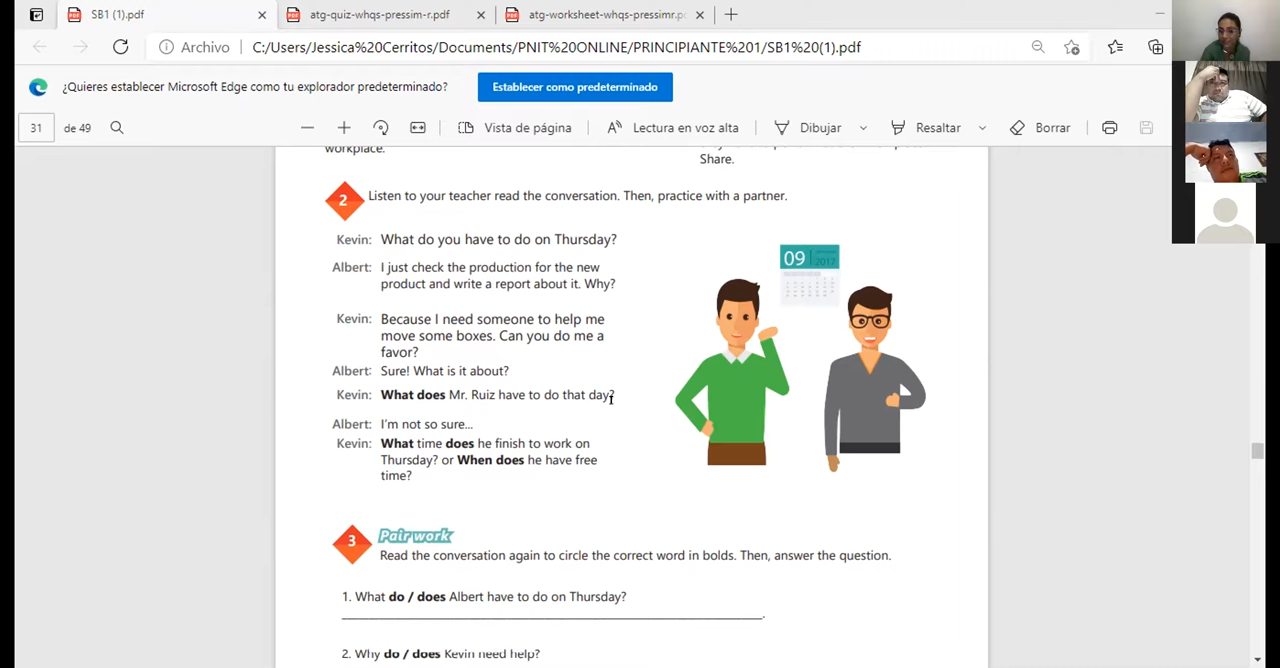 SB1 (1).pdf
atg-quiz-whqs-pressim-r.pdf
atg-worksheet-whqs-pressimr.pd
Archivo
C:/Users/Jessica%20Cerritos/Documents/PNIT%20ONLINE/PRINCIPIANTE%201/SB1%20(1).pdf
¿Quieres establecer Microsoft Edge como tu explorador predeterminado?
Establecer como predeterminado
31
de 49
Vista de página
Lectura en voz alta
Dibujar
Resaltar
Borrar
workplace.
Share.
2
Listen to your teacher read the conversation. Then, practice with a partner.
Kevin: What do you have to do on Thursday?
Albert: I just check the production for the new
product and write a report about it. Why?
Kevin: Because I need someone to help me
move some boxes. Can you do me a
favor?
Albert: Sure! What is it about?
Kevin: What does Mr. Ruiz have to do that day?
Albert: I'm not so sure...
Kevin: What time does he finish to work on
Thursday? or When does he have free
time?
09
2017
3
Pair work
Read the conversation again to circle the correct word in bolds. Then, answer the question.
1. What do / does Albert have to do on Thursday?
2. Why do / does Kevin need help?